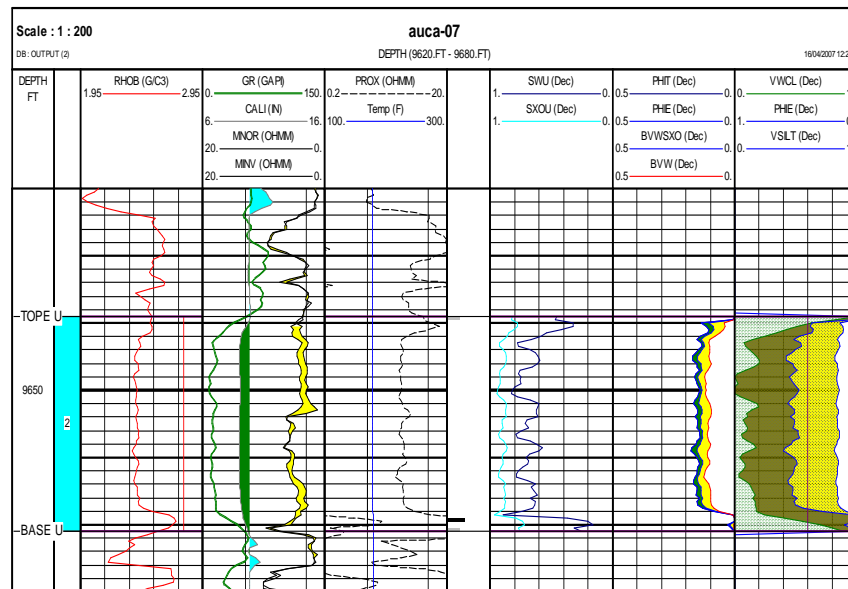 Scale : 1 : 200
auca-07
DB : OUTPUT (2)
DEPTH (9620.FT - 9680.FT)
16/04/2007 12:2
DEPTH
FT
RHOB (G/C3)
1.95 2.95
GR (GAPI)
0. 150.
CALI (IN)
6. 16.
MNOR (OHMM)
20. 0.
MINV (OHMM)
20. 0.
PROX (OHMM)
0.2 20.
Temp (F)
100. 300.
SWU (Dec)
1. 0.
SXOU (Dec)
1. 0.
PHIT (Dec)
0.5 0.
PHIE (Dec)
0.5 0.
BVWSXO (Dec)
0.5 0.
BVW (Dec)
0.5 0.
VWCL (Dec)
0.
PHIE (Dec)
1.
VSILT (Dec)
0.
TOPE U
9650
2
BASE U